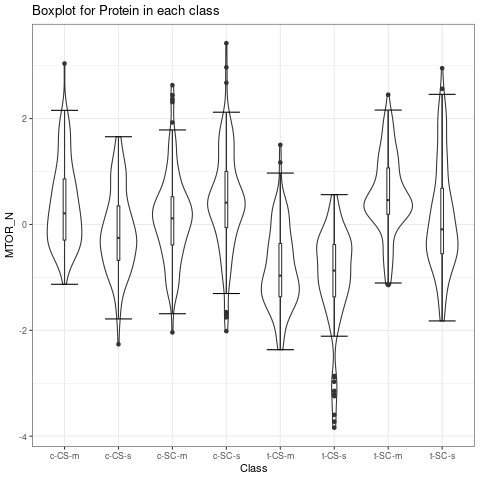 Boxplot for Protein in each class
MTOR_N
2
0
-2
-4
c-CS-m c-CS-s c-SC-m c-SC-s t-CS-m t-CS-s t-SC-m t-SC-s
Class